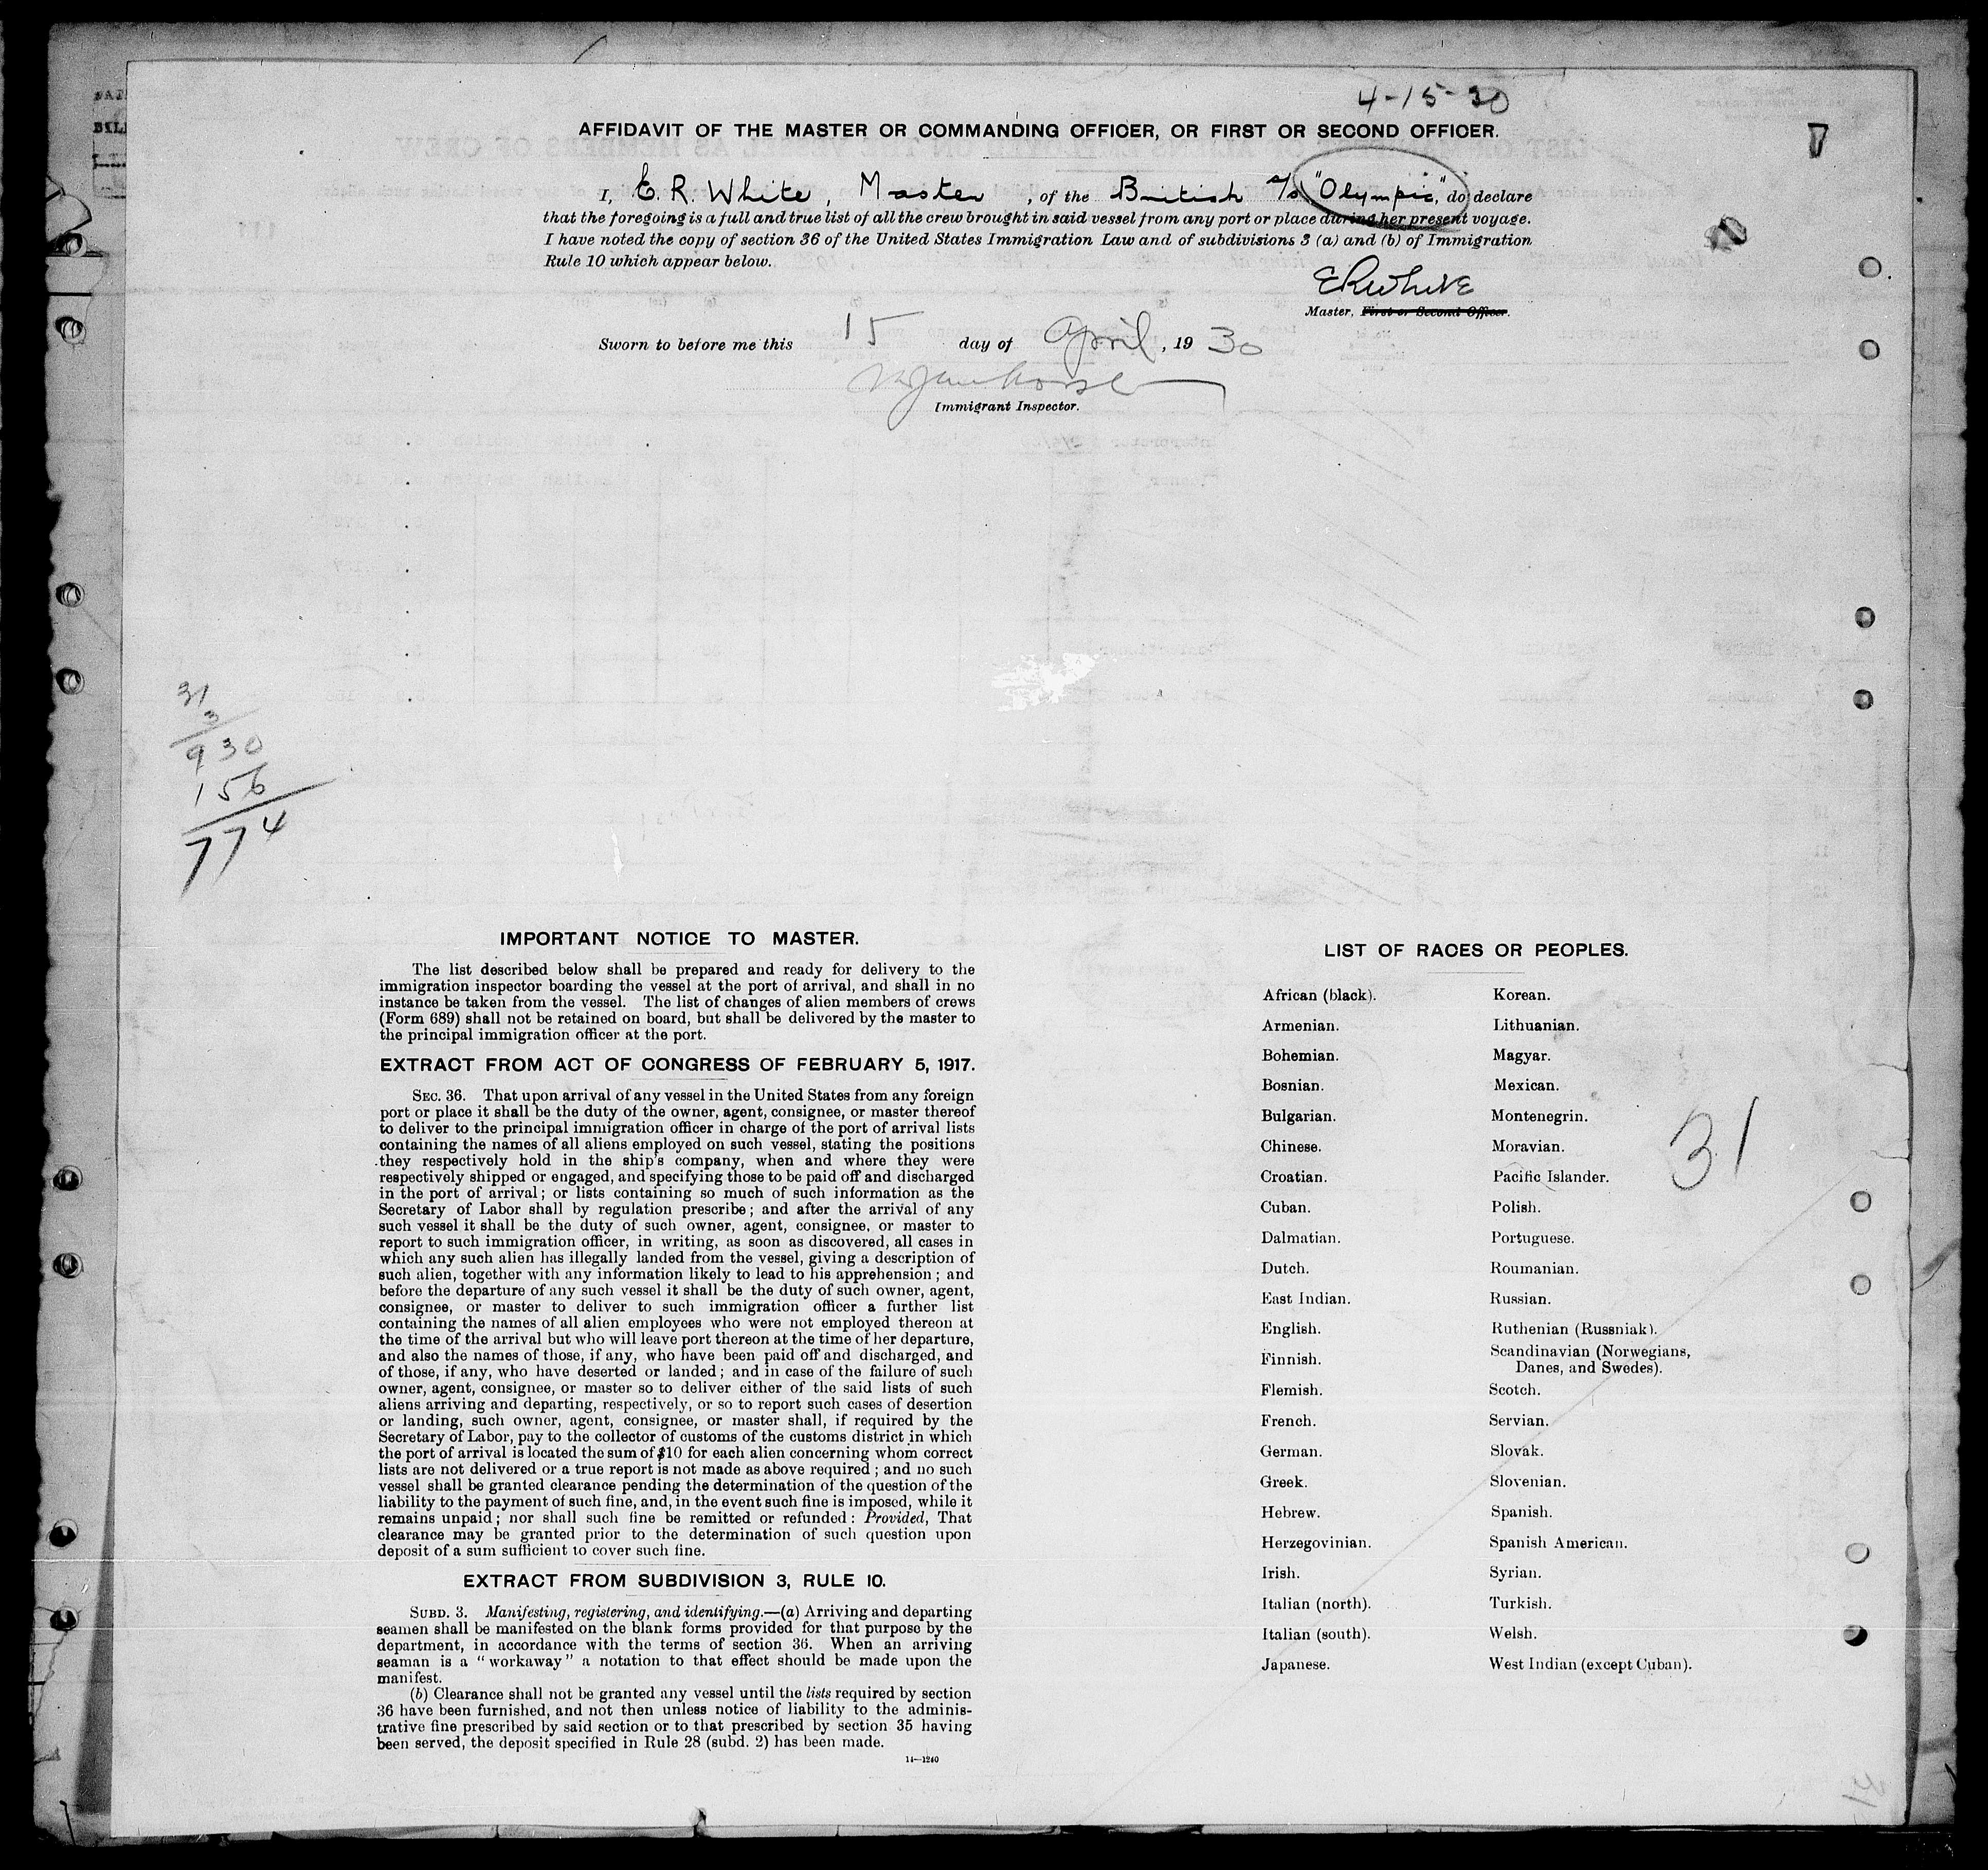 4-15-30
AFFIDAVIT OF THE MASTER OR COMMANDING OFFICER, OR FIRST OR SECOND OFFICER.
I, E. R. White, Master, of the British s/s "Olympic," do declare
that the foregoing is a full and true list of all the crew brought in said vessel from any port or place during her present voyage.
I have noted the copy of section 36 of the United States Immigration Law and of subdivisions 3 (a) and (b) of Immigration
Rule 10 which appear below.
E R White
Master, First or Second Officer.
Sworn to before me this 15 day of April, 19 30
Immigrant Inspector.
31
3
930
156
774
IMPORTANT NOTICE TO MASTER.
The list described below shall be prepared and ready for delivery to the
immigration inspector boarding the vessel at the port of arrival, and shall in no
instance be taken from the vessel. The list of changes of alien members of crews
(Form 689) shall not be retained on board, but shall be delivered by the master to
the principal immigration officer at the port.
EXTRACT FROM ACT OF CONGRESS OF FEBRUARY 5, 1917.
SEC. 36. That upon arrival of any vessel in the United States from any foreign
port or place it shall be the duty of the owner, agent, consignee, or master thereof
to deliver to the principal immigration officer in charge of the port of arrival lists
containing the names of all aliens employed on such vessel, stating the positions
they respectively hold in the ship's company, when and where they were
respectively shipped or engaged, and specifying those to be paid off and discharged
in the port of arrival; or lists containing so much of such information as the
Secretary of Labor shall by regulation prescribe; and after the arrival of any
such vessel it shall be the duty of such owner, agent, consignee, or master to
report to such immigration officer, in writing, as soon as discovered, all cases in
which any such alien has illegally landed from the vessel, giving a description of
such alien, together with any information likely to lead to his apprehension; and
before the departure of any such vessel it shall be the duty of such owner, agent,
consignee, or master to deliver to such immigration officer a further list
containing the names of all alien employees who were not employed thereon at
the time of the arrival but who will leave port thereon at the time of her departure,
and also the names of those, if any, who have been paid off and discharged, and
of those, if any, who have deserted or landed; and in case of the failure of such
owner, agent, consignee, or master so to deliver either of the said lists of such
aliens arriving and departing, respectively, or so to report such cases of desertion
or landing, such owner, agent, consignee, or master shall, if required by the
Secretary of Labor, pay to the collector of customs of the customs district in which
the port of arrival is located the sum of $10 for each alien concerning whom correct
lists are not delivered or a true report is not made as above required; and no such
vessel shall be granted clearance pending the determination of the question of the
liability to the payment of such fine, and, in the event such fine is imposed, while it
remains unpaid; nor shall such fine be remitted or refunded: Provided, That
clearance may be granted prior to the determination of such question upon
deposit of a sum sufficient to cover such fine.
EXTRACT FROM SUBDIVISION 3, RULE 10.
SUBD. 3. Manifesting, registering, and identifying.—(a) Arriving and departing
seamen shall be manifested on the blank forms provided for that purpose by the
department, in accordance with the terms of section 36. When an arriving
seaman is a "workaway" a notation to that effect should be made upon the
manifest.
(b) Clearance shall not be granted any vessel until the lists required by section
36 have been furnished, and not then unless notice of liability to the adminis-
trative fine prescribed by said section or to that prescribed by section 35 having
been served, the deposit specified in Rule 28 (subd. 2) has been made.
14—1240
LIST OF RACES OR PEOPLES.
African (black). Korean.
Armenian. Lithuanian.
Bohemian. Magyar.
Bosnian. Mexican.
Bulgarian. Montenegrin.
Chinese. Moravian.
Croatian. Pacific Islander.
Cuban. Polish.
Dalmatian. Portuguese.
Dutch. Roumanian.
East Indian. Russian.
English. Ruthenian (Russniak).
Finnish. Scandinavian (Norwegians,
Danes, and Swedes).
Flemish. Scotch.
French. Servian.
German. Slovak.
Greek. Slovenian.
Hebrew. Spanish.
Herzegovinian. Spanish American.
Irish. Syrian.
Italian (north). Turkish.
Italian (south). Welsh.
Japanese. West Indian (except Cuban).
31